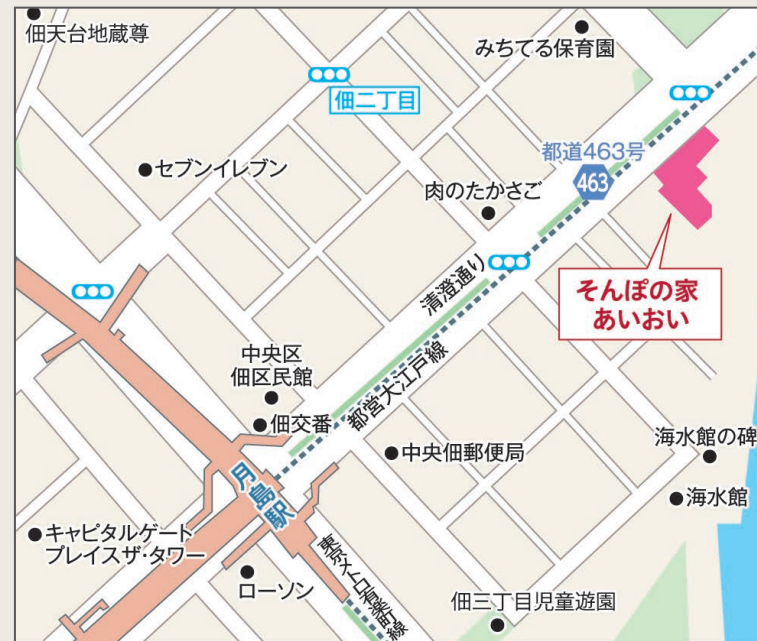 佃天台地蔵尊
みちてる保育園
佃二丁目
セブンイレブン
都道463号
463
肉のたかさご
清澄通り
そんぽの家
あいおい
中央区
佃区民館
都営大江戸線
佃交番
中央佃郵便局
海水館の碑
海水館
月島駅
キャピタルゲート
プレイスザ・タワー
ローソン
東京メトロ有楽町線
佃三丁目児童遊園